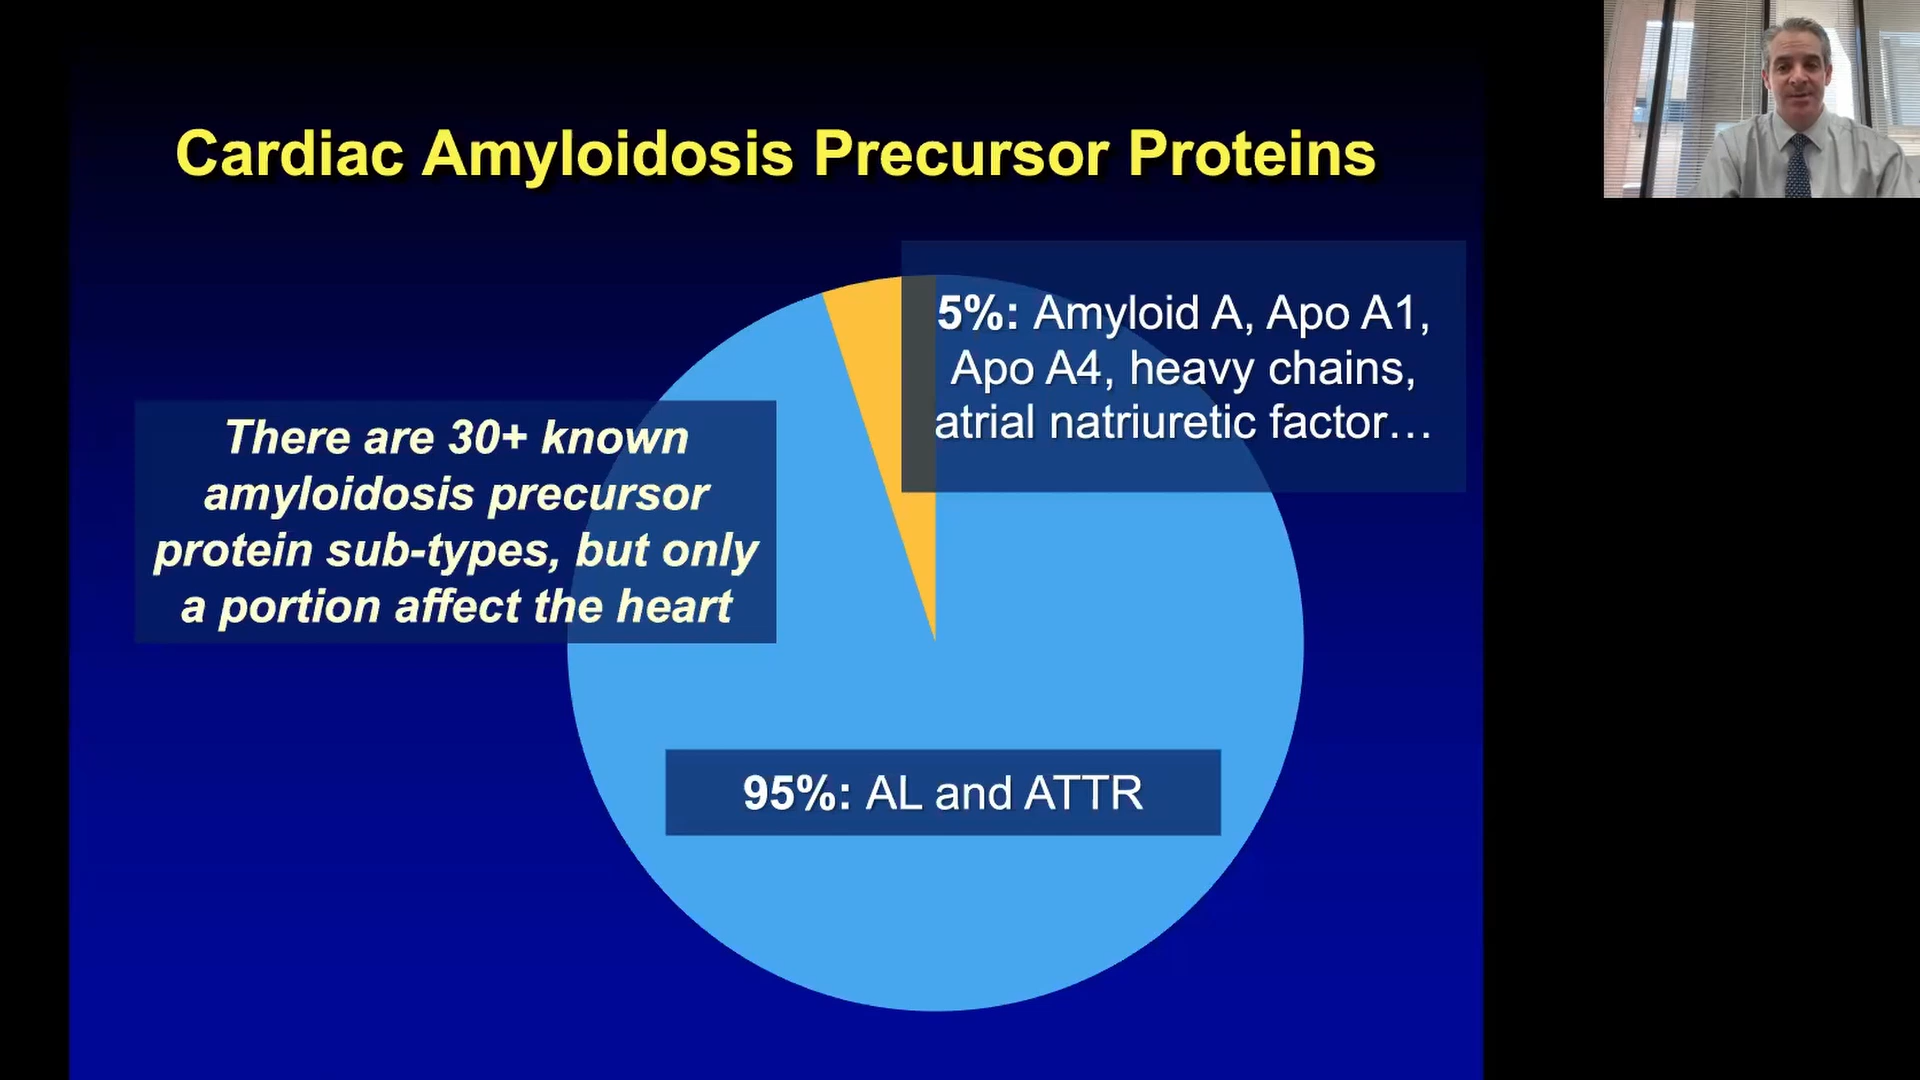 Cardiac Amyloidosis Precursor Proteins
5%: Amyloid A, Apo A1,
Apo A4, heavy chains,
atrial natriuretic factor…
There are 30+ known
amyloidosis precursor
protein sub-types, but only
a portion affect the heart
95%: AL and ATTR